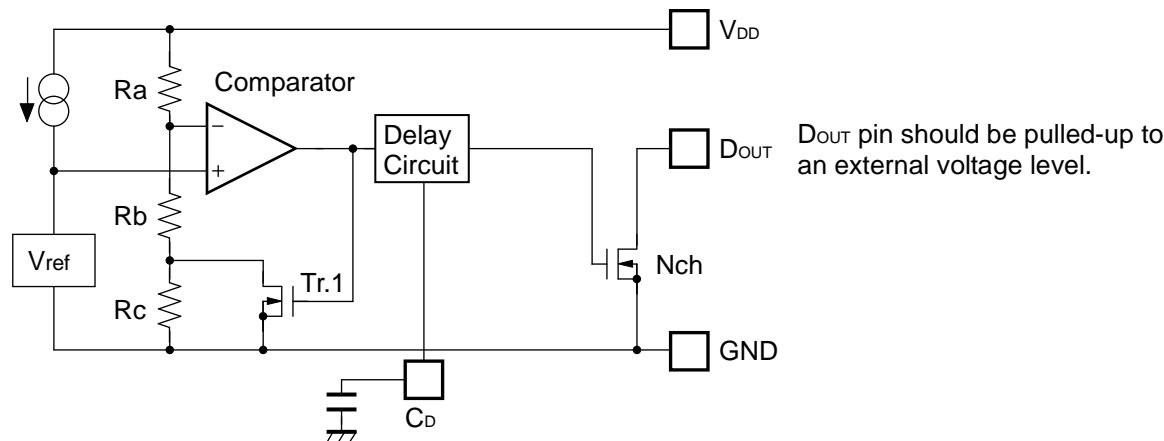 VDD
Ra
Comparator
−
+
Delay
Circuit
DOUT
DOUT pin should be pulled-up to
an external voltage level.
Rb
Vref
Tr.1
Nch
Rc
GND
CD